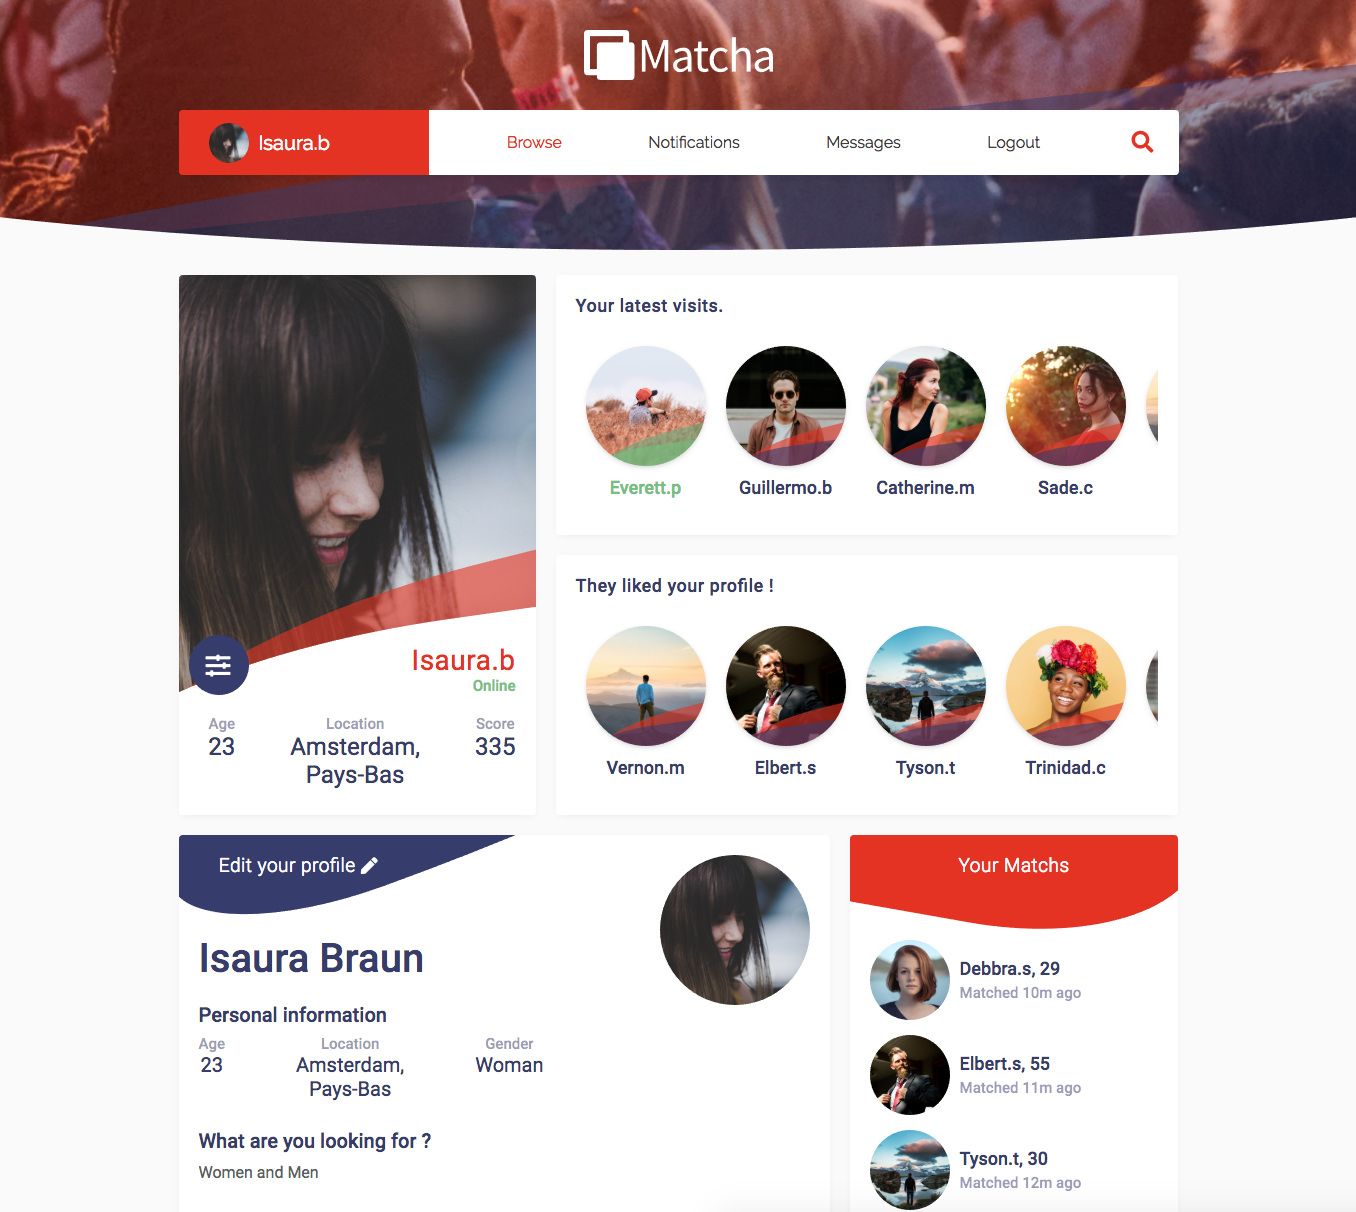 Matcha
Isaura.b
Browse
Notifications
Messages
Logout
Your latest visits.
Everett.p
Guillermo.b
Catherine.m
Sade.c
Isaura.b
Online
Age
Location
Score
23
Amsterdam,
Pays-Bas
335
They liked your profile !
Vernon.m
Elbert.s
Tyson.t
Trinidad.c
Edit your profile
Isaura Braun
Personal information
Age
Location
Gender
23
Amsterdam,
Pays-Bas
Woman
What are you looking for ?
Women and Men
Your Matchs
Debbra.s, 29
Matched 10m ago
Elbert.s, 55
Matched 11m ago
Tyson.t, 30
Matched 12m ago